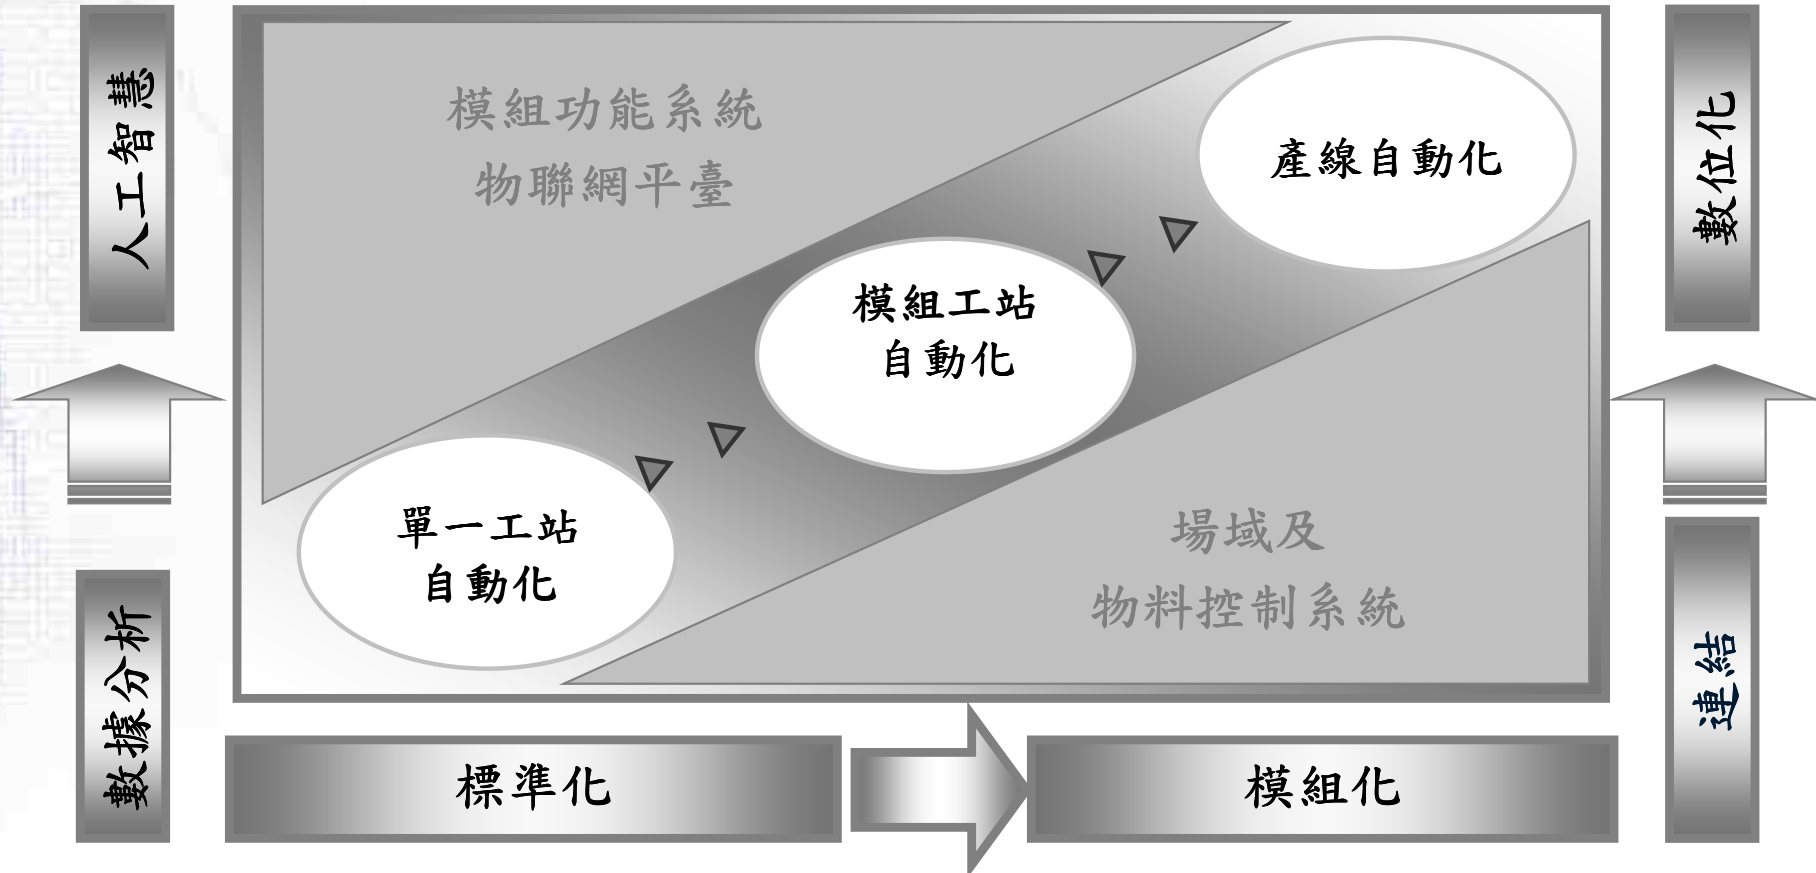 人工智慧
數據分析
模組功能系統
物聯網平臺
產線自動化
模組工站
自動化
單一工站
自動化
場域及
物料控制系統
數位化
連結
標準化
模組化